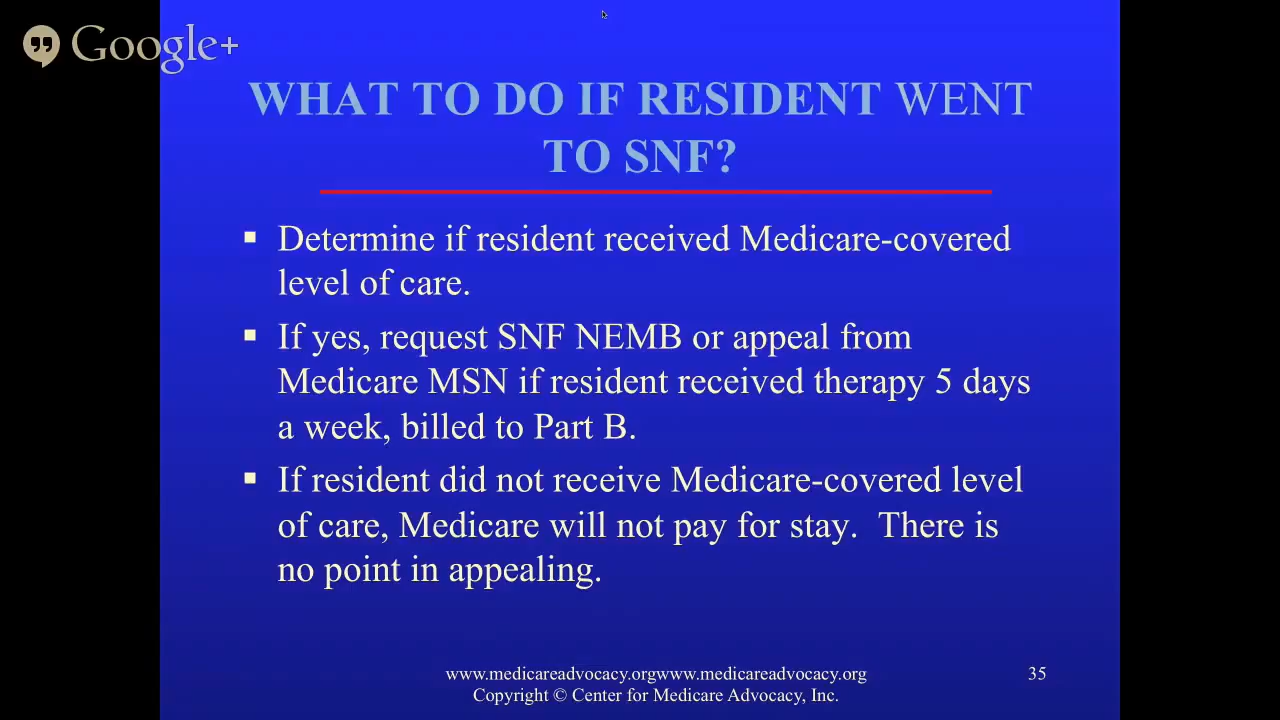 Google+
WHAT TO DO IF RESIDENT WENT
TO SNF?
▪ Determine if resident received Medicare-covered
level of care.
▪ If yes, request SNF NEMB or appeal from
Medicare MSN if resident received therapy 5 days
a week, billed to Part B.
▪ If resident did not receive Medicare-covered level
of care, Medicare will not pay for stay.  There is
no point in appealing.
www.medicareadvocacy.orgwww.medicareadvocacy.org
35
Copyright © Center for Medicare Advocacy, Inc.